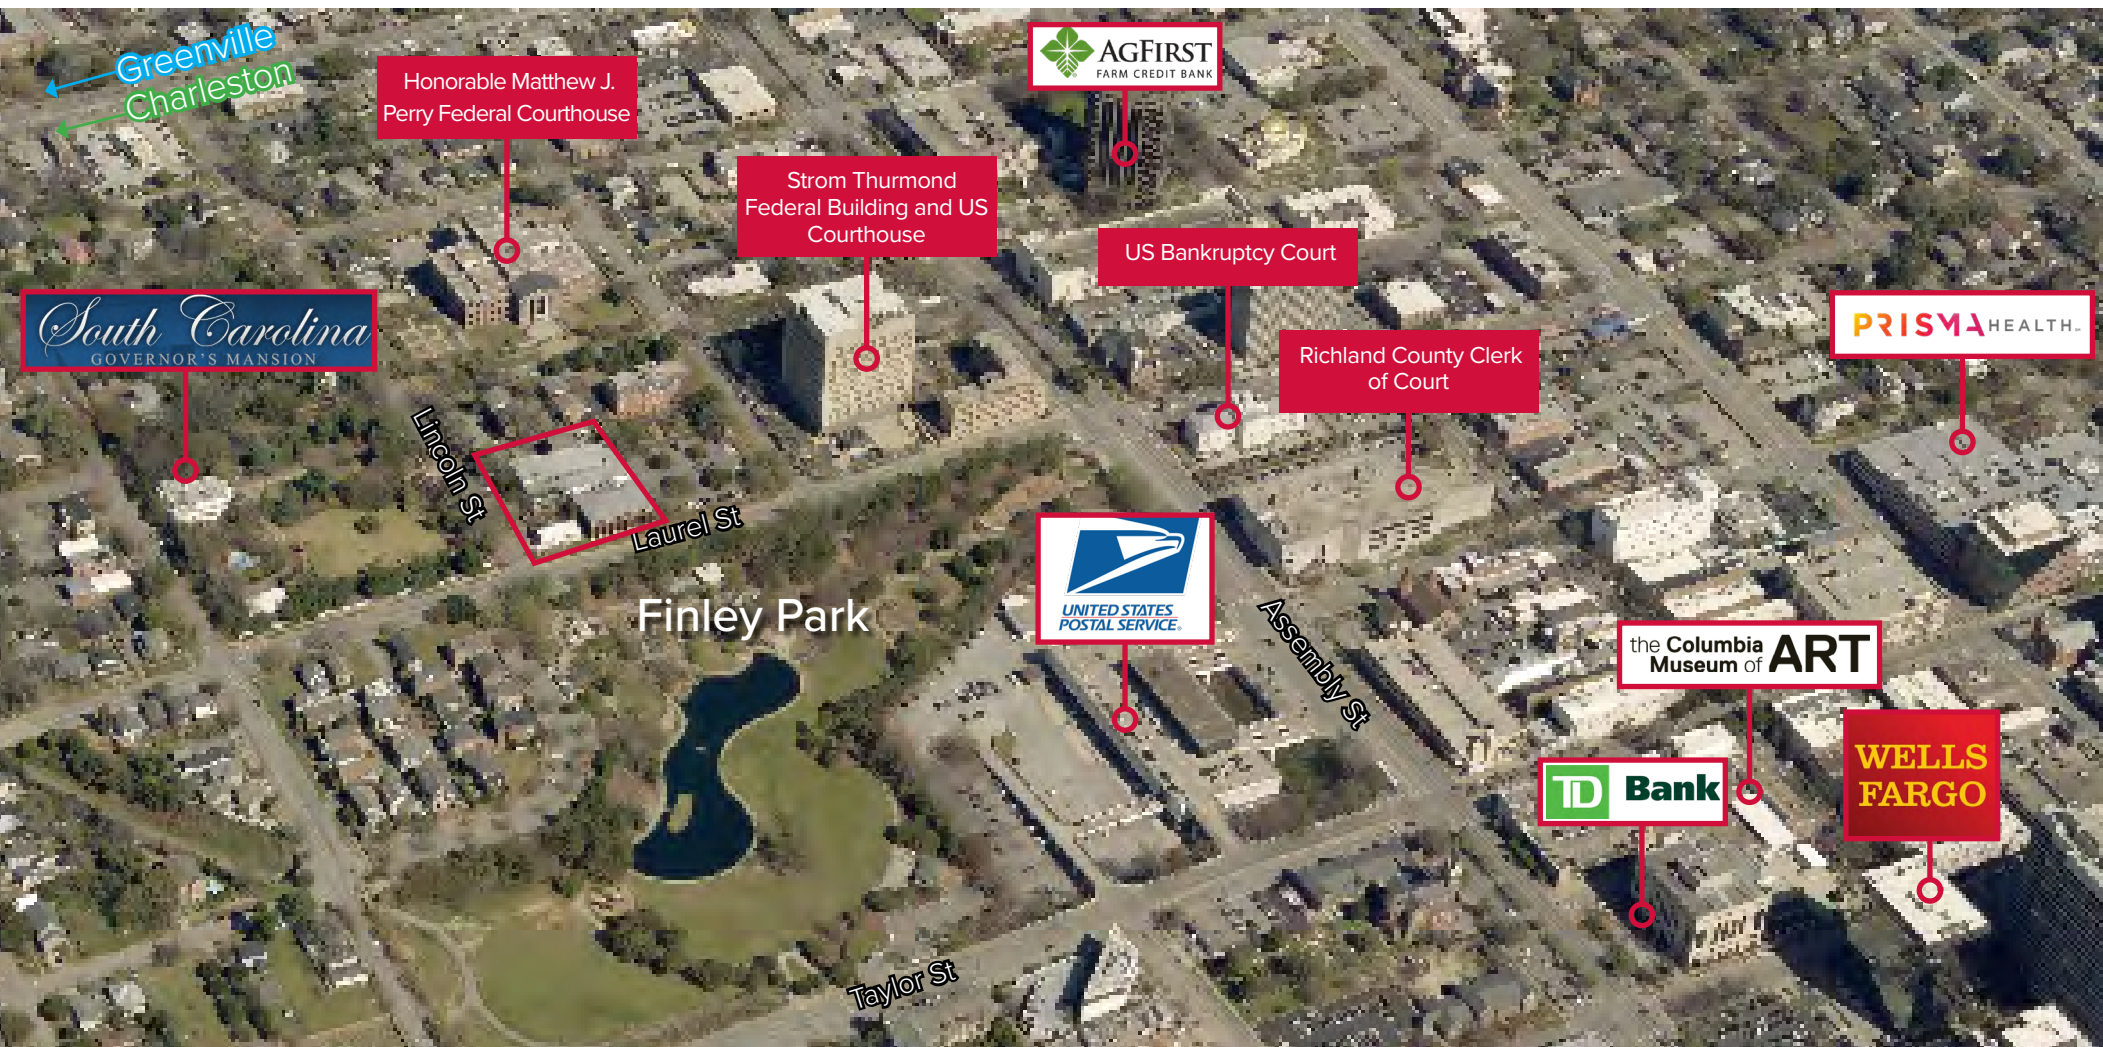 Greenville
Charleston
Honorable Matthew J.
Perry Federal Courthouse
AGFIRST
FARM CREDIT BANK
Strom Thurmond
Federal Building and US
Courthouse
US Bankruptcy Court
South Carolina
GOVERNOR'S MANSION
PRISMA HEALTH
Richland County Clerk
of Court
Lincoln St
Laurel St
UNITED STATES
POSTAL SERVICE®
Finley Park
Assembly St
the Columbia
Museum of ART
WELLS
FARGO
TD Bank
Taylor St